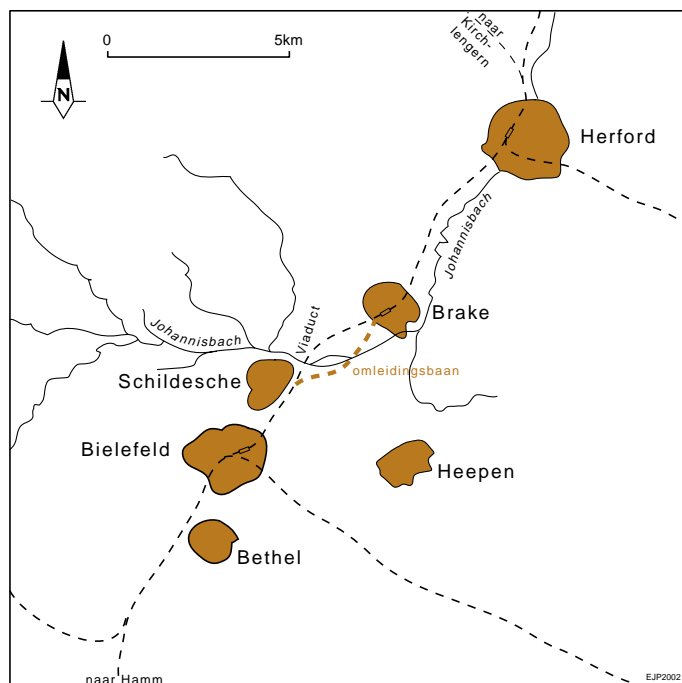 naar
Kirch-
lengern
0
5km
N
Herford
Johannisbach
Viaduct
Brake
Johannisbach
Schildesche
omleidingsbaan
Bielefeld
Heepen
Bethel
naar Hamm
EJP2002